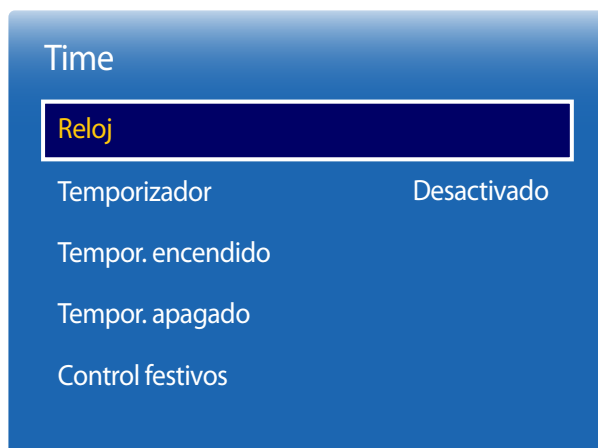 Time
Reloj
Temporizador Desactivado
Tempor. encendido
Tempor. apagado
Control festivos